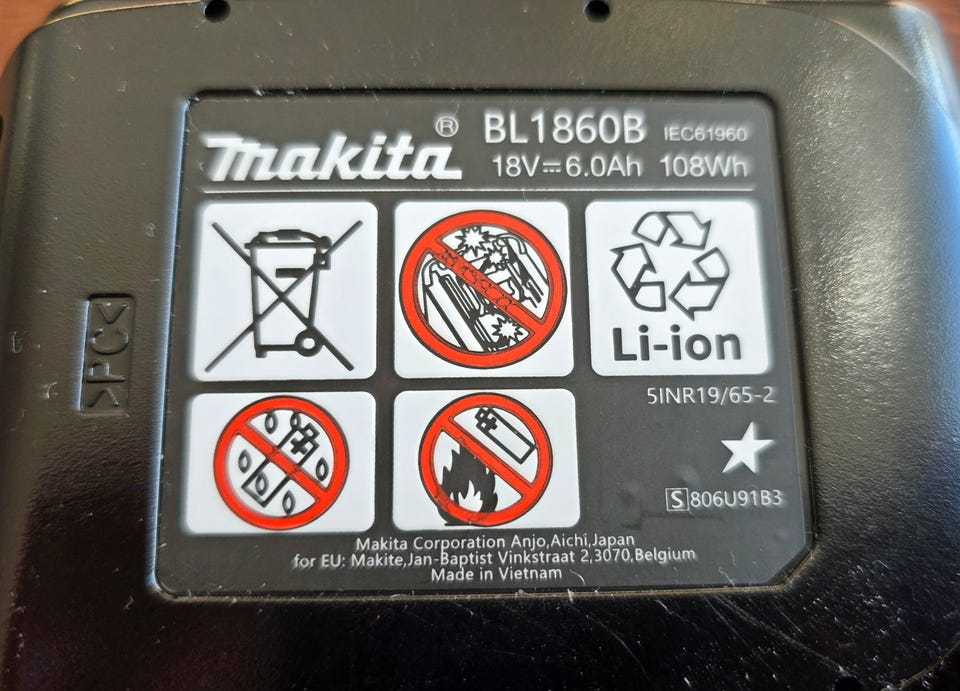 makita®
BL1860B IEC61960
18V⎓6.0Ah 108Wh
Li-ion
>PC<
5INR19/65-2
S806U91B3
Makita Corporation Anjo,Aichi,Japan
for EU: Makite,Jan-Baptist Vinkstraat 2,3070,Belgium
Made in Vietnam